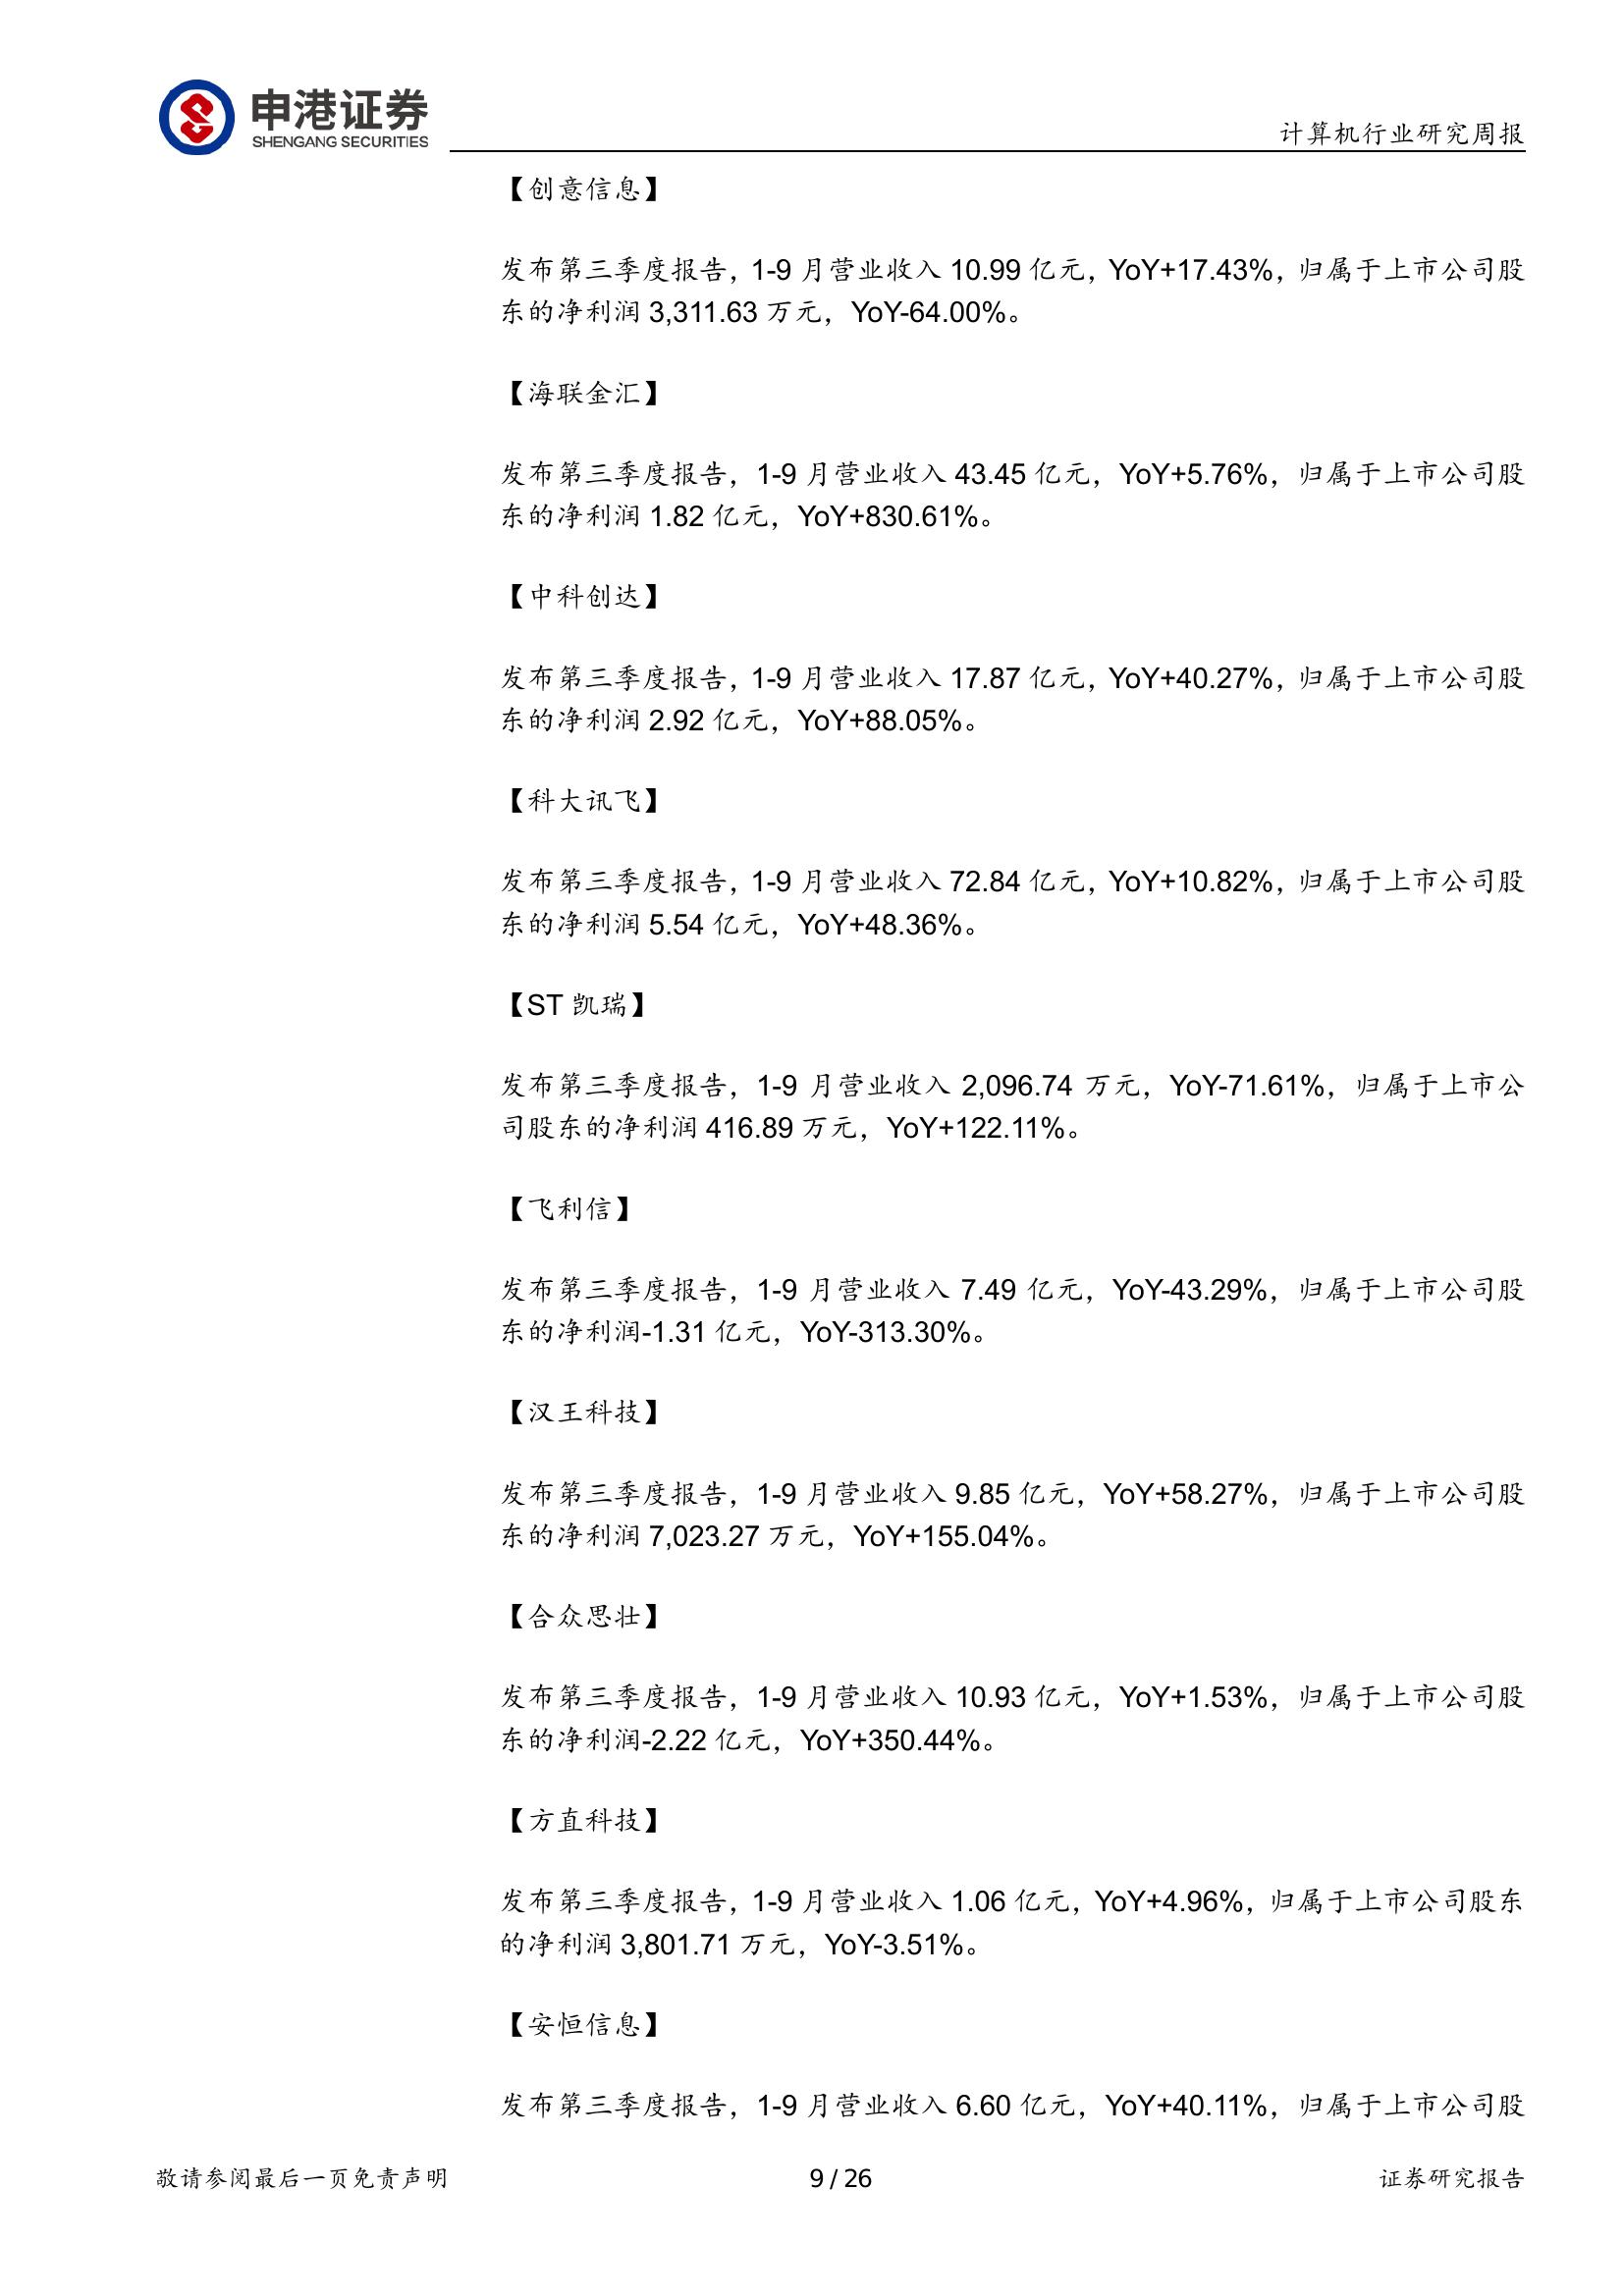 申港证券
SHENGANG SECURITIES
计算机行业研究周报
【创意信息】
发布第三季度报告，1-9 月营业收入 10.99 亿元，YoY+17.43%，归属于上市公司股
东的净利润 3,311.63 万元，YoY-64.00%。
【海联金汇】
发布第三季度报告，1-9 月营业收入 43.45 亿元，YoY+5.76%，归属于上市公司股
东的净利润 1.82 亿元，YoY+830.61%。
【中科创达】
发布第三季度报告，1-9 月营业收入 17.87 亿元，YoY+40.27%，归属于上市公司股
东的净利润 2.92 亿元，YoY+88.05%。
【科大讯飞】
发布第三季度报告，1-9 月营业收入 72.84 亿元，YoY+10.82%，归属于上市公司股
东的净利润 5.54 亿元，YoY+48.36%。
【ST 凯瑞】
发布第三季度报告，1-9 月营业收入 2,096.74 万元，YoY-71.61%，归属于上市公
司股东的净利润 416.89 万元，YoY+122.11%。
【飞利信】
发布第三季度报告，1-9 月营业收入 7.49 亿元，YoY-43.29%，归属于上市公司股
东的净利润-1.31 亿元，YoY-313.30%。
【汉王科技】
发布第三季度报告，1-9 月营业收入 9.85 亿元，YoY+58.27%，归属于上市公司股
东的净利润 7,023.27 万元，YoY+155.04%。
【合众思壮】
发布第三季度报告，1-9 月营业收入 10.93 亿元，YoY+1.53%，归属于上市公司股
东的净利润-2.22 亿元，YoY+350.44%。
【方直科技】
发布第三季度报告，1-9 月营业收入 1.06 亿元，YoY+4.96%，归属于上市公司股东
的净利润 3,801.71 万元，YoY-3.51%。
【安恒信息】
发布第三季度报告，1-9 月营业收入 6.60 亿元，YoY+40.11%，归属于上市公司股
敬请参阅最后一页免责声明
9 / 26
证券研究报告